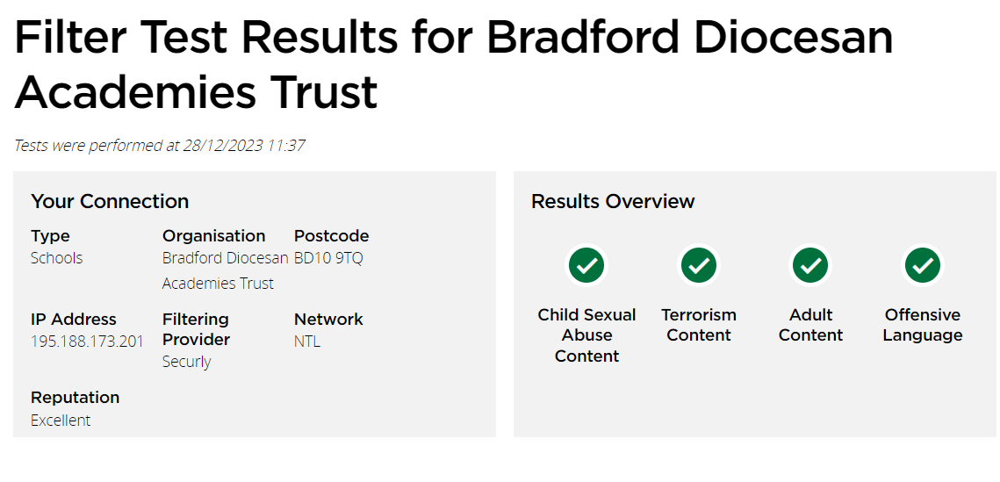 Filter Test Results for Bradford Diocesan
Academies Trust
Tests were performed at 28/12/2023 11:37
Your Connection
Type
Schools
Organisation
Bradford Diocesan
Academies Trust
Postcode
BD10 9TQ
IP Address
195.188.173.201
Filtering
Provider
Securly
Network
NTL
Reputation
Excellent
Results Overview
Child Sexual
Abuse
Content
Terrorism
Content
Adult
Content
Offensive
Language